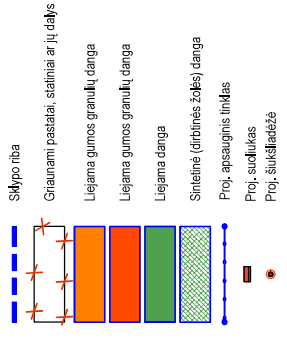 Sklypo riba
Griaunami pastatai, statiniai ar jų dalys
Liejama gumos granulių danga
Liejama gumos granulių danga
Liejama danga
Sintetinė (dirbtinės žolės) danga
Proj. apsauginis tinklas
Proj. suoliukas
Proj. šiukšliadėžė